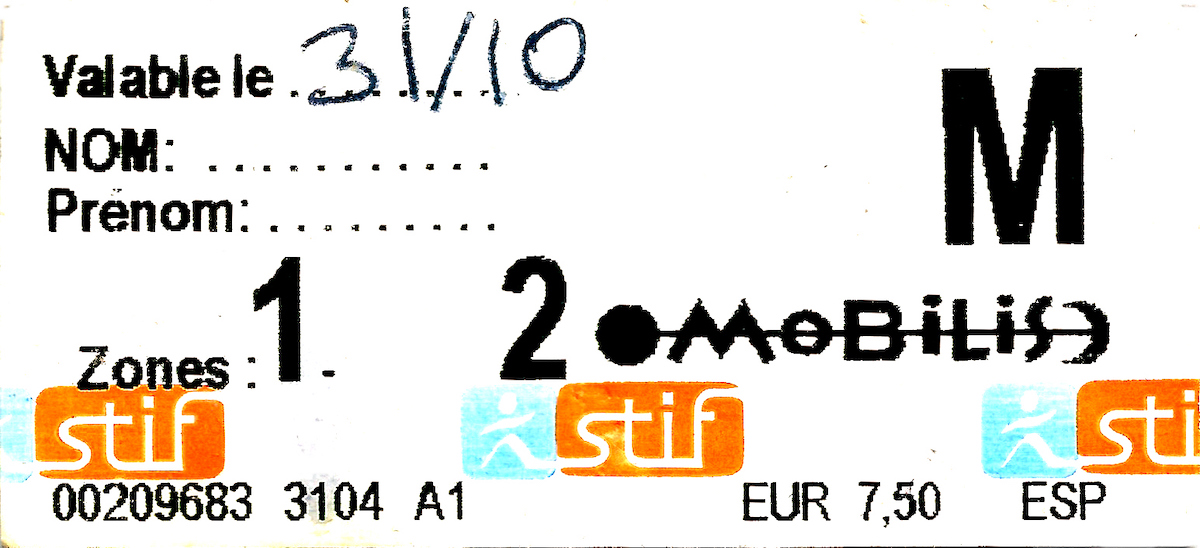 Valable le 31/10
NOM: ...........
Prénom: .........
M
Zones : 1 - 2 MOBiLiS
stif stif sti
00209683 3104 A1 EUR 7,50 ESP